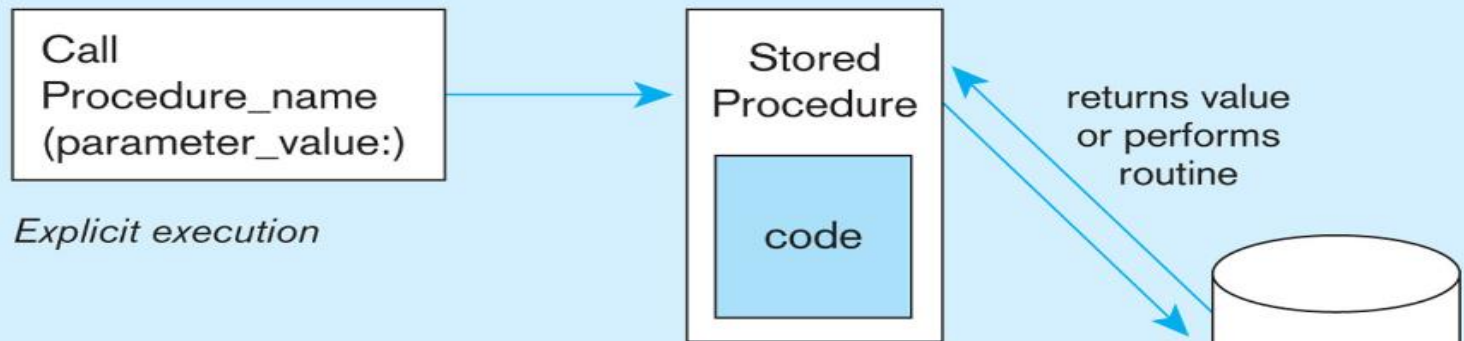 Call
Procedure_name
(parameter_value:)
Explicit execution
Stored
Procedure
code
returns value
or performs
routine